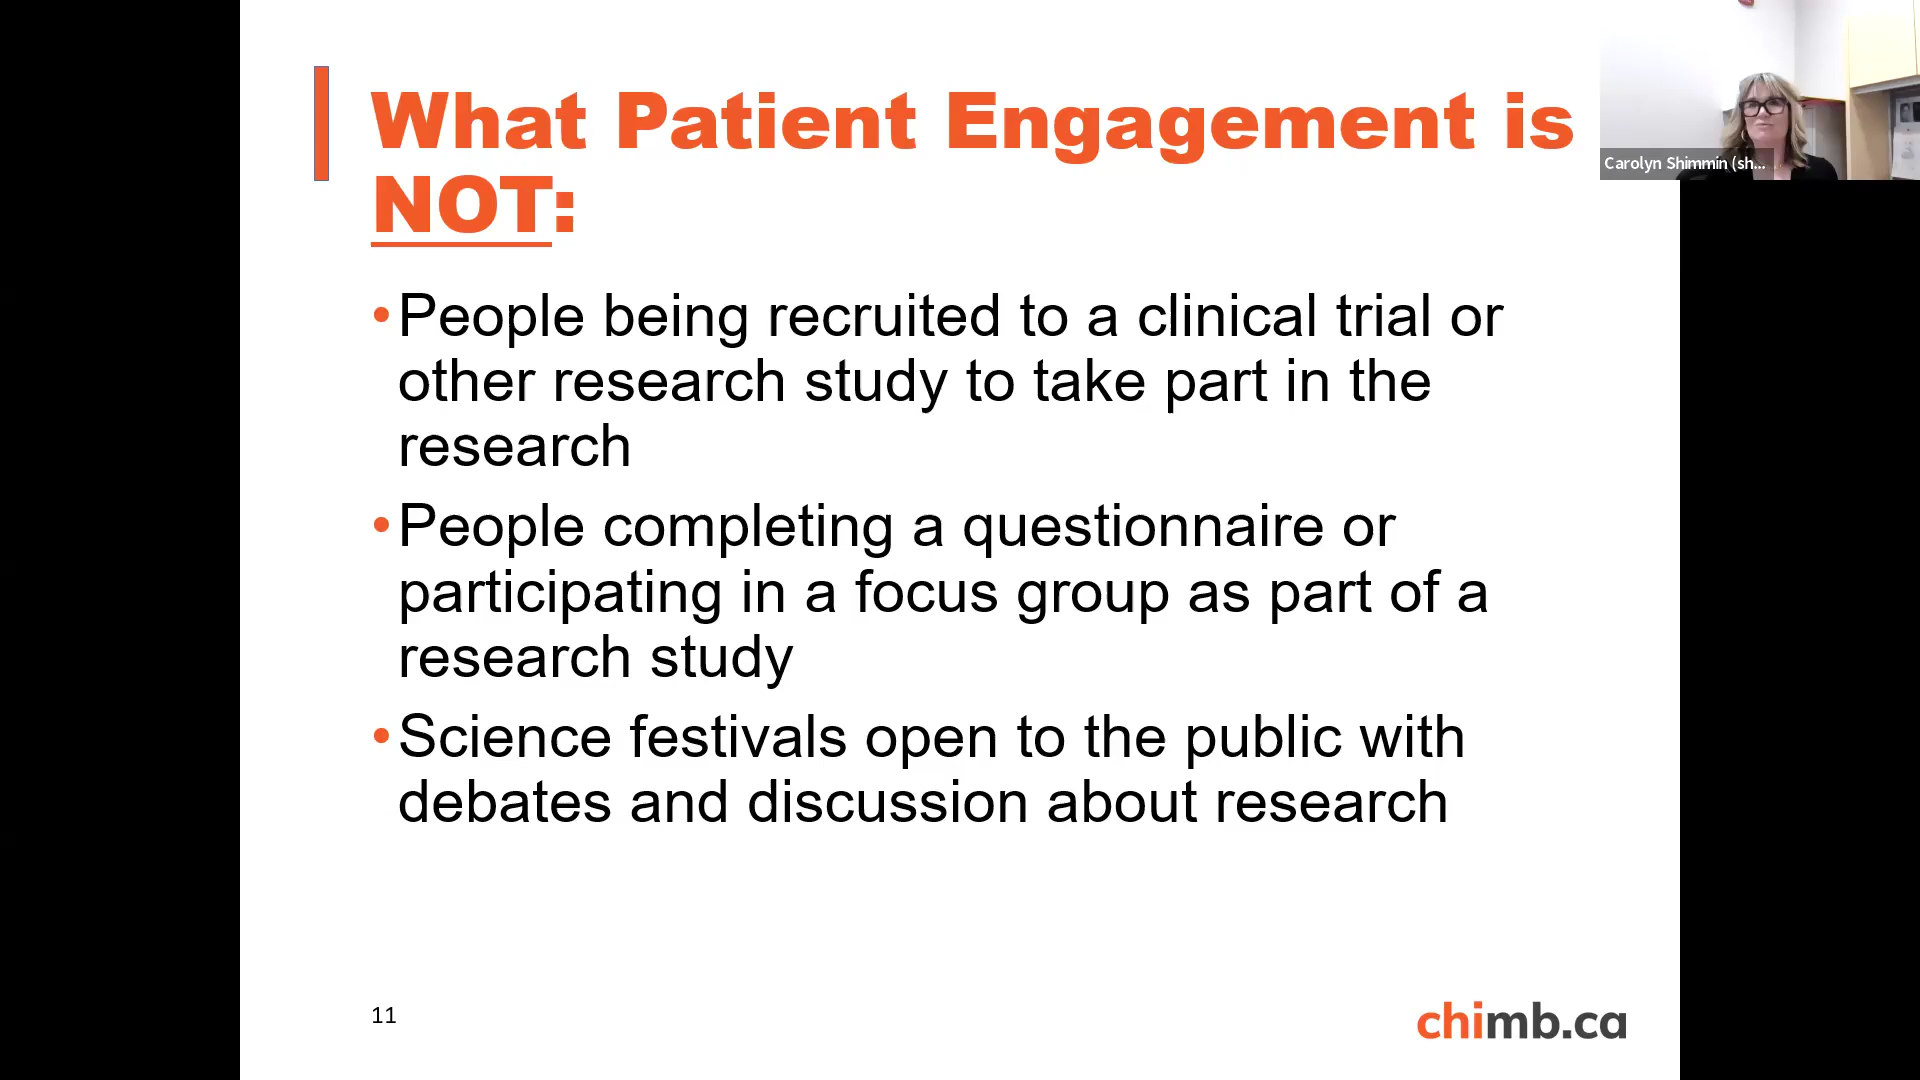 What Patient Engagement is
NOT:
Carolyn Shimmin (sh...
•People being recruited to a clinical trial or
other research study to take part in the
research
•People completing a questionnaire or
participating in a focus group as part of a
research study
•Science festivals open to the public with
debates and discussion about research
11
chimb.ca